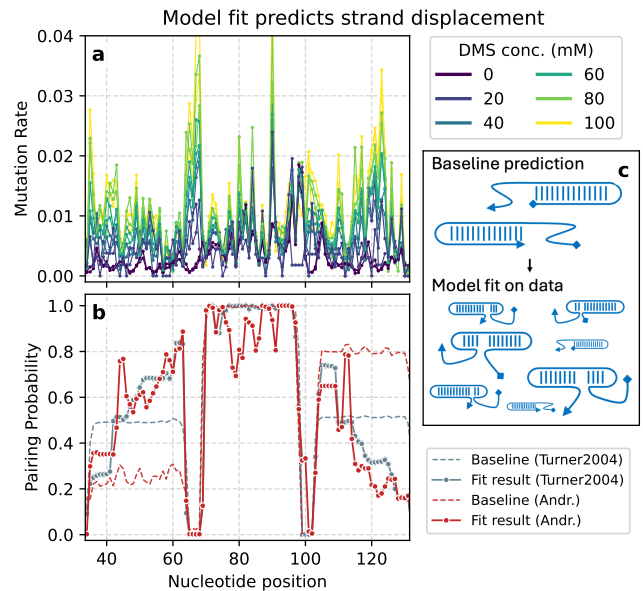 Model fit predicts strand displacement
a
0.04
0.03
0.02
0.01
0.00
Mutation Rate
DMS conc. (mM)
0 60
20 80
40 100
b
1.0
0.8
0.6
0.4
0.2
0.0
Pairing Probability
40 60 80 100 120
Nucleotide position
Baseline prediction c
Model fit on data
Baseline (Turner2004)
Fit result (Turner2004)
Baseline (Andr.)
Fit result (Andr.)